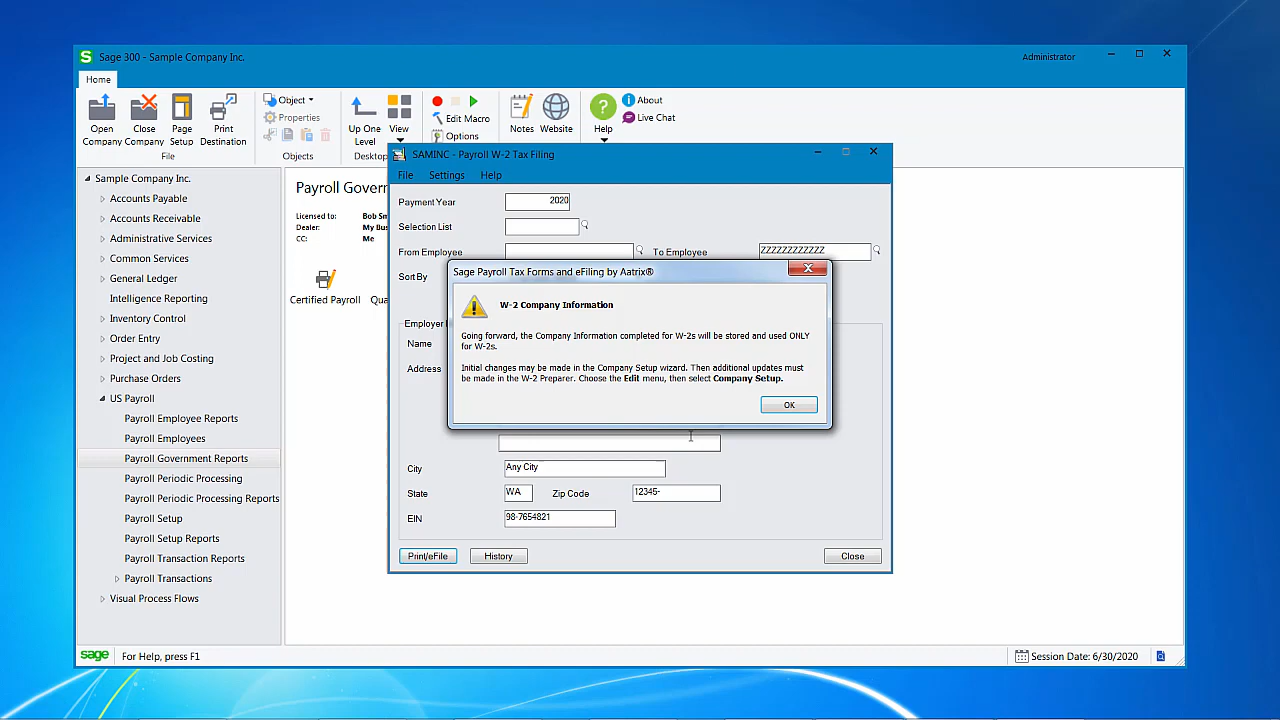 Sage 300 - Sample Company Inc.
Administrator
Home
Open Company
Close Company
Page Setup
Print Destination
File
Object
Properties
Objects
Up One Level
View
Desktop
Edit Macro
Options
Notes
Website
Help
About
Live Chat
Sample Company Inc.
Accounts Payable
Accounts Receivable
Administrative Services
Common Services
General Ledger
Intelligence Reporting
Inventory Control
Order Entry
Project and Job Costing
Purchase Orders
US Payroll
Payroll Employee Reports
Payroll Employees
Payroll Government Reports
Payroll Periodic Processing
Payroll Periodic Processing Reports
Payroll Setup
Payroll Setup Reports
Payroll Transaction Reports
Payroll Transactions
Visual Process Flows
Payroll Gover
Licensed to: Bob Sm
Dealer: My Bus
CC: Me
Certified Payroll
Qua
SAMINC - Payroll W-2 Tax Filing
File Settings Help
Payment Year 2020
Selection List
From Employee To Employee ZZZZZZZZZZZZ
Sort By
Employer
Name
Address
Sage Payroll Tax Forms and eFiling by Aatrix®
W-2 Company Information
Going forward, the Company Information completed for W-2s will be stored and used ONLY
for W-2s.
Initial changes may be made in the Company Setup wizard. Then additional updates must
be made in the W-2 Preparer. Choose the Edit menu, then select Company Setup.
OK
City Any City
State WA Zip Code 12345-
EIN 98-7654821
Print/eFile History Close
sage For Help, press F1
Session Date: 6/30/2020